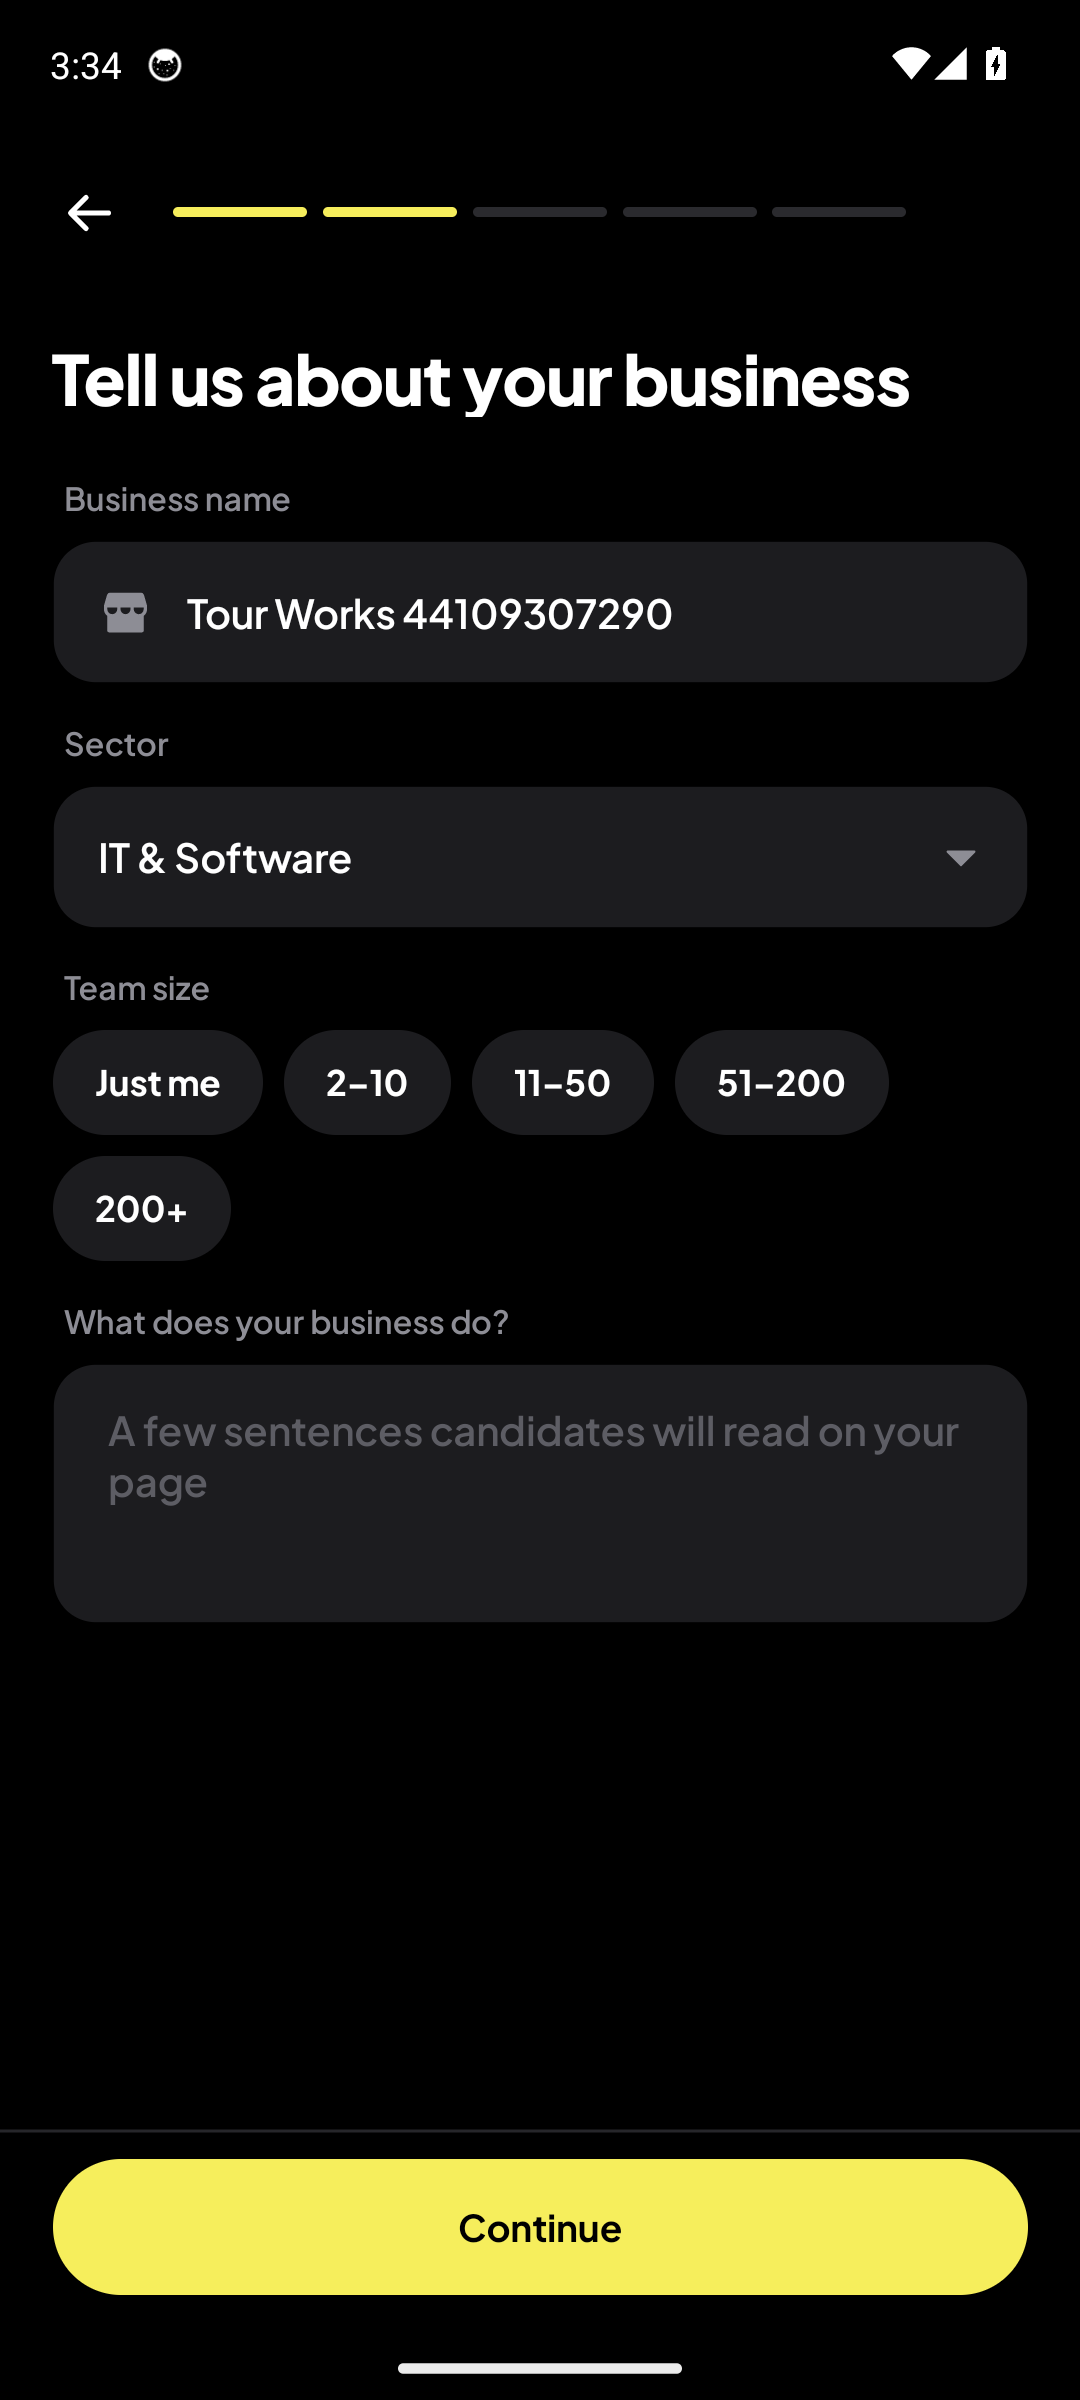 3:34
Tell us about your business
Business name
Tour Works 44109307290
Sector
IT & Software
Team size
Just me
2–10
11–50
51–200
200+
What does your business do?
A few sentences candidates will read on your
page
Continue